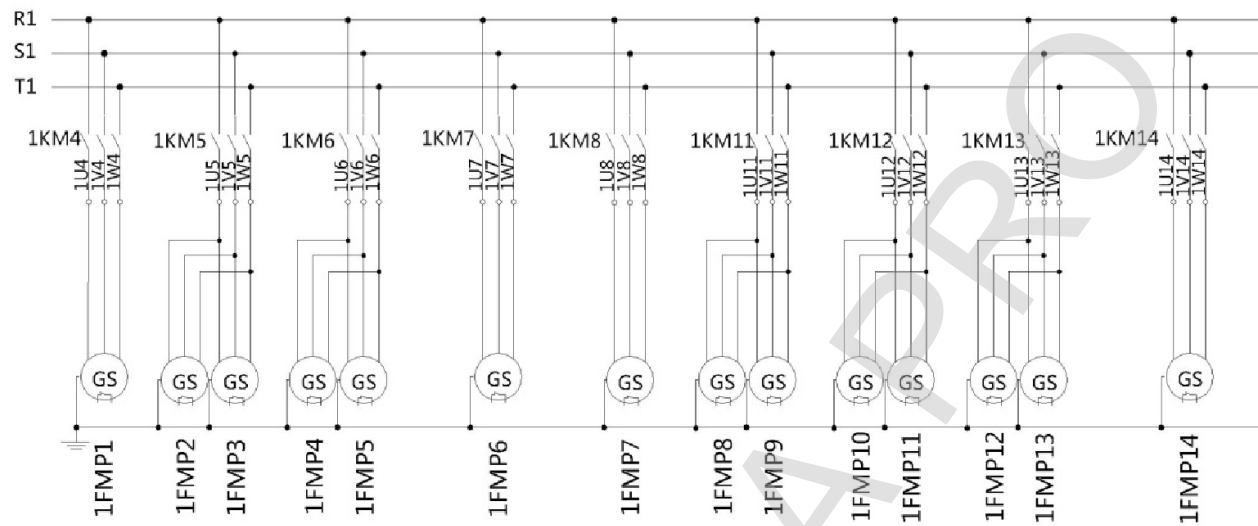 R1
S1
T1
1KM4
1KM5
1KM6
1KM7
1KM8
1KM11
1KM12
1KM13
1KM14
1U4
1V4
1W4
1U5
1V5
1W5
1U6
1V6
1W6
1U7
1V7
1W7
1U8
1V8
1W8
1U11
1V11
1W11
1U12
1V12
1W12
1U13
1V13
1W13
1U14
1V14
1W14
GS
GS
GS
GS
GS
GS
GS
GS
GS
GS
GS
GS
GS
GS
1FMP1
1FMP2
1FMP3
1FMP4
1FMP5
1FMP6
1FMP7
1FMP8
1FMP9
1FMP10
1FMP11
1FMP12
1FMP13
1FMP14
A PRO